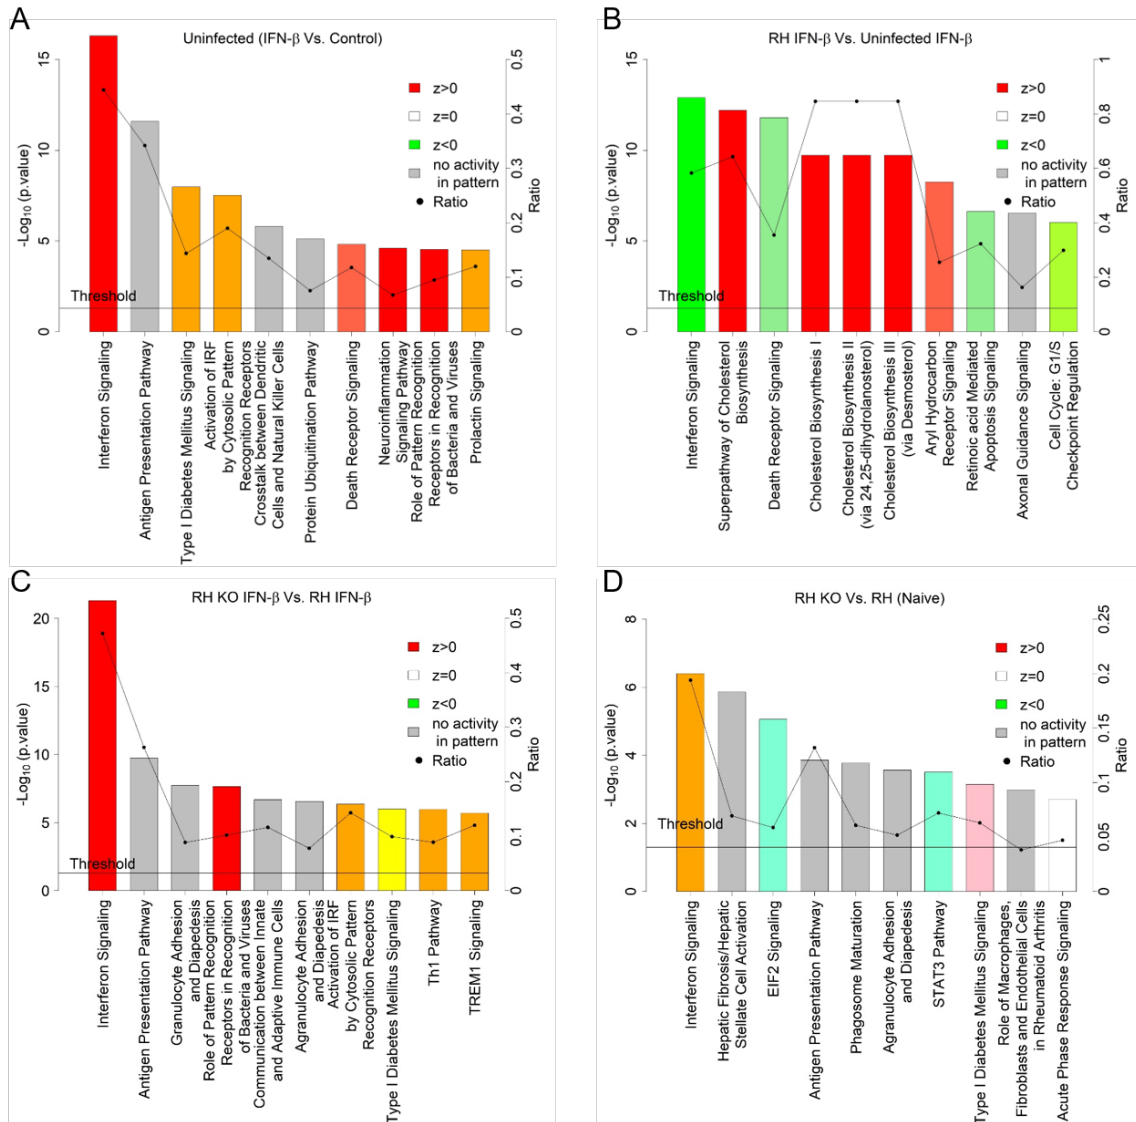 A
Uninfected (IFN-β Vs. Control)
-Log10 (p.value)
15
10
5
0
0.5
0.4
0.3
0.2
0.1
0
Ratio
z>0
z=0
z<0
no activity
in pattern
Ratio
Threshold
Interferon Signaling
Antigen Presentation Pathway
Type I Diabetes Mellitus Signaling
Activation of IRF
by Cytosolic Pattern
Recognition Receptors
Crosstalk between Dendritic
Cells and Natural Killer Cells
Protein Ubiquitination Pathway
Death Receptor Signaling
Neuroinflammation
Signaling Pathway
Role of Pattern Recognition
Receptors in Recognition
of Bacteria and Viruses
Prolactin Signaling
B
RH IFN-β Vs. Uninfected IFN-β
-Log10 (p.value)
15
10
5
0
1
0.8
0.6
0.4
0.2
0
Ratio
z>0
z=0
z<0
no activity
in pattern
Ratio
Threshold
Interferon Signaling
Superpathway of Cholesterol
Biosynthesis
Death Receptor Signaling
Cholesterol Biosynthesis I
Cholesterol Biosynthesis II
(via 24,25-dihydrolanosterol)
Cholesterol Biosynthesis III
(via Desmosterol)
Aryl Hydrocarbon
Receptor Signaling
Retinoic acid Mediated
Apoptosis Signaling
Axonal Guidance Signaling
Cell Cycle: G1/S
Checkpoint Regulation
C
RH KO IFN-β Vs. RH IFN-β
-Log10 (p.value)
20
15
10
5
0
0.5
0.4
0.3
0.2
0.1
0
Ratio
z>0
z=0
z<0
no activity
in pattern
Ratio
Threshold
Interferon Signaling
Antigen Presentation Pathway
Granulocyte Adhesion
and Diapedesis
Role of Pattern Recognition
Receptors in Recognition
of Bacteria and Viruses
Communication between Innate
and Adaptive Immune Cells
Agranulocyte Adhesion
and Diapedesis
Activation of IRF
by Cytosolic Pattern
Recognition Receptors
Type I Diabetes Mellitus Signaling
Th1 Pathway
TREM1 Signaling
D
RH KO Vs. RH (Naive)
-Log10 (p.value)
8
6
4
2
0
0.25
0.2
0.15
0.1
0.05
0
Ratio
z>0
z=0
z<0
no activity
in pattern
Ratio
Threshold
Interferon Signaling
Hepatic Fibrosis/Hepatic
Stellate Cell Activation
EIF2 Signaling
Antigen Presentation Pathway
Phagosome Maturation
Agranulocyte Adhesion
and Diapedesis
STAT3 Pathway
Type I Diabetes Mellitus Signaling
Role of Macrophages,
Fibroblasts and Endothelial Cells
in Rheumatoid Arthritis
Acute Phase Response Signaling